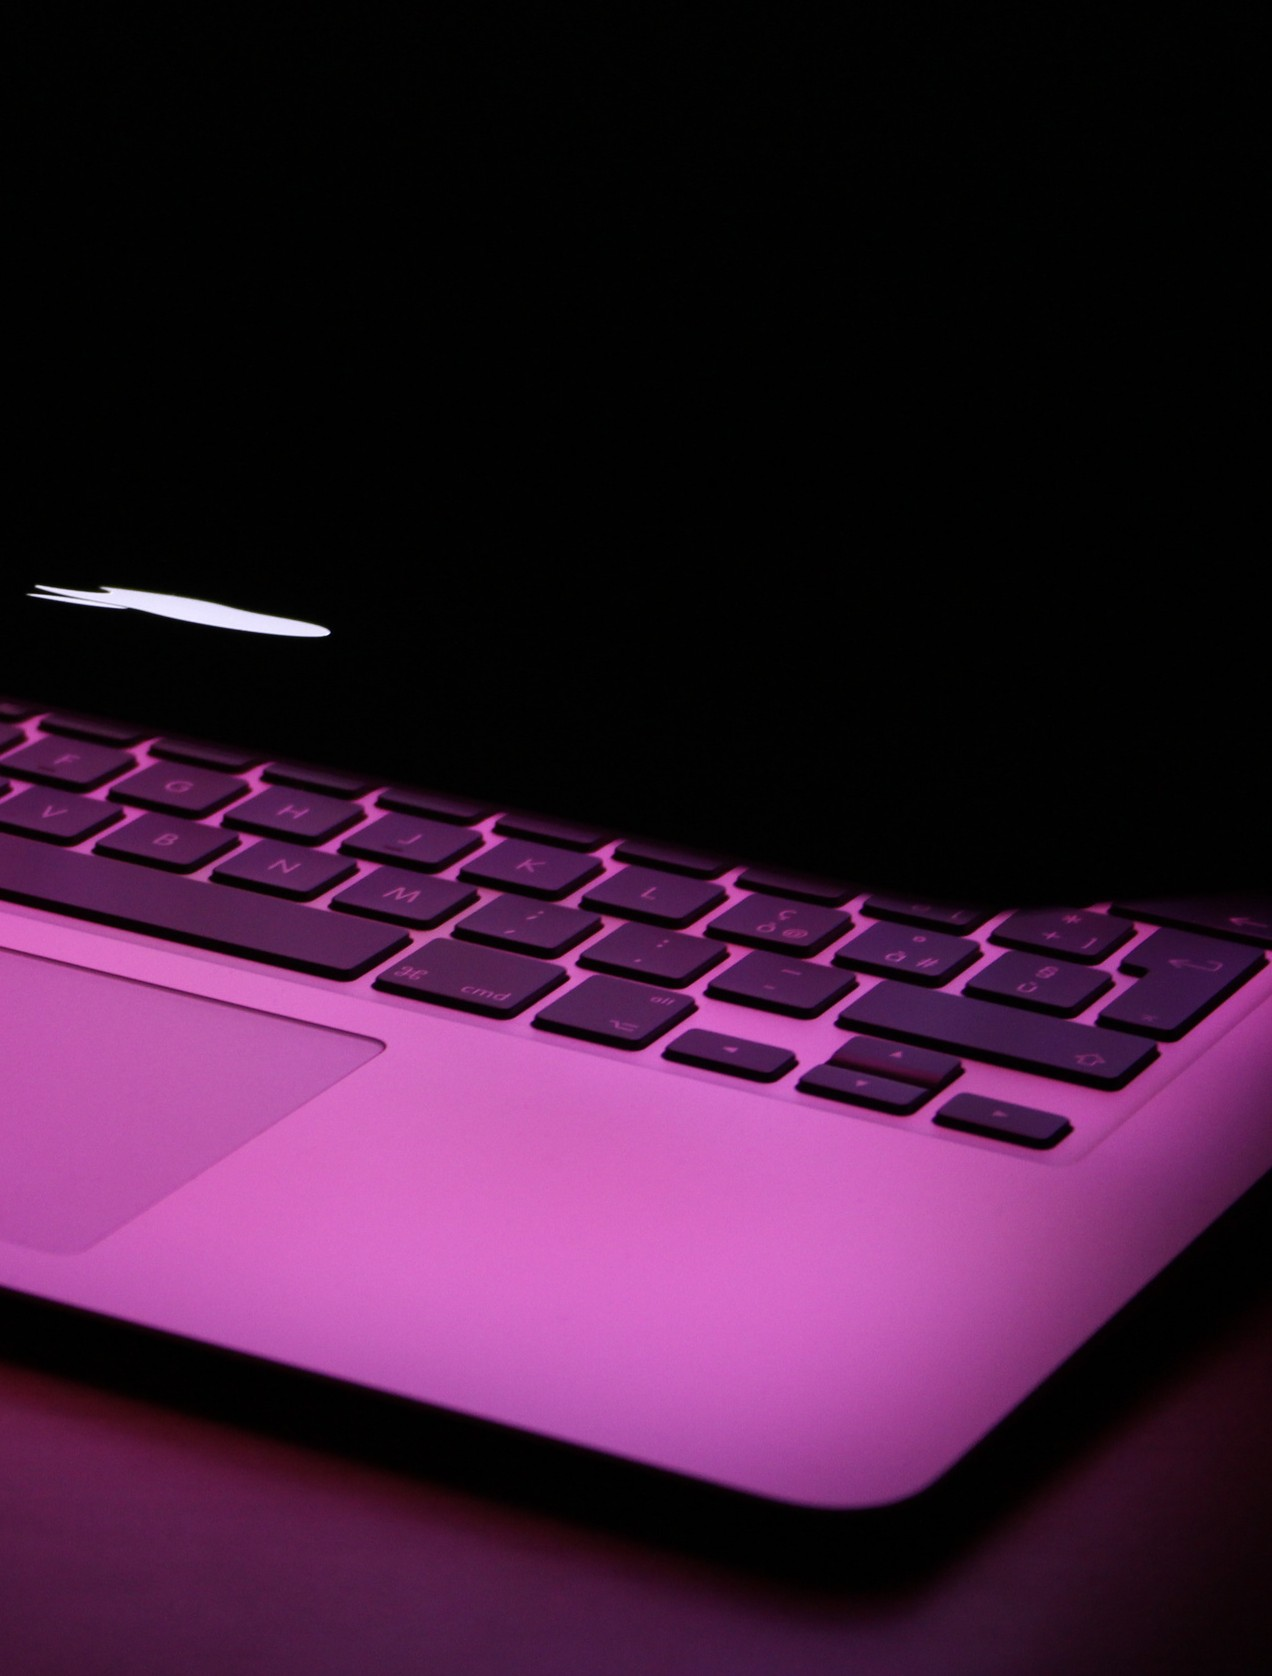 F G H J K L ç ò @ ° à # § ù
V B N M ; , : . _ -
⌘ cmd alt ⌥
* + ]